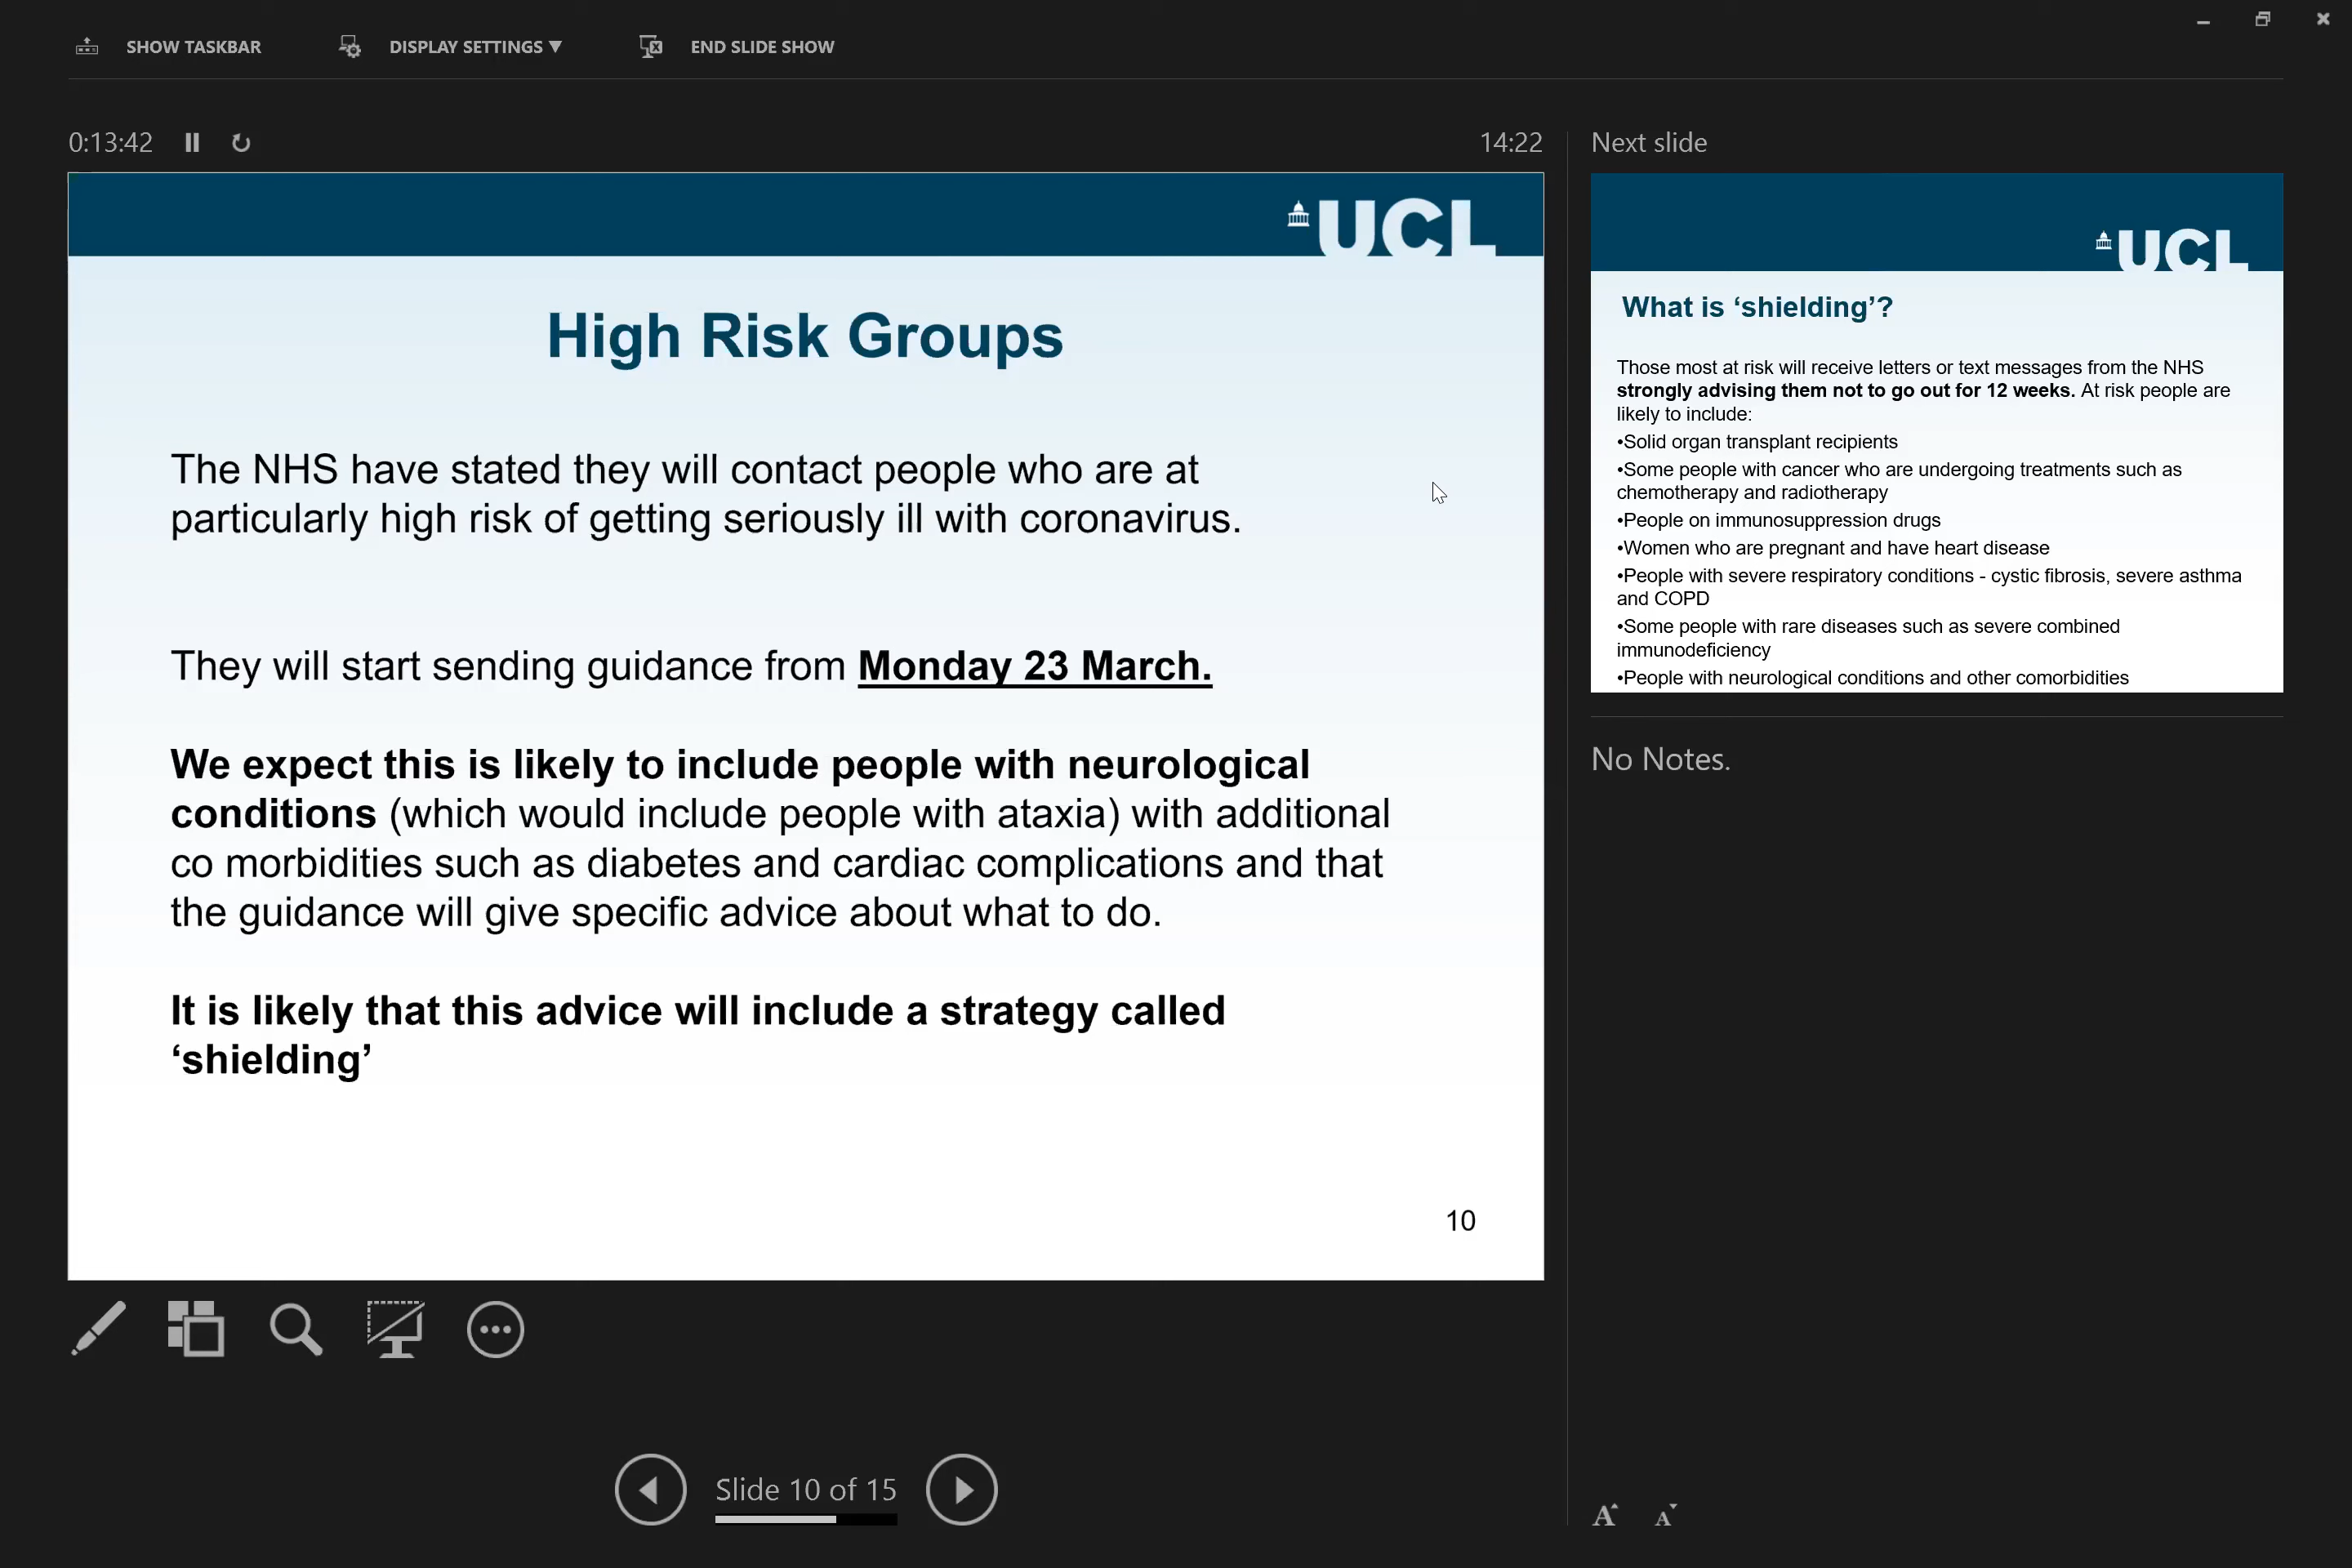 SHOW TASKBAR
DISPLAY SETTINGS ▼
END SLIDE SHOW
0:13:42
14:22
UCL
High Risk Groups
The NHS have stated they will contact people who are at
particularly high risk of getting seriously ill with coronavirus.
They will start sending guidance from Monday 23 March.
We expect this is likely to include people with neurological
conditions (which would include people with ataxia) with additional
co morbidities such as diabetes and cardiac complications and that
the guidance will give specific advice about what to do.
It is likely that this advice will include a strategy called
‘shielding’
10
Slide 10 of 15
Next slide
UCL
What is ‘shielding’?
Those most at risk will receive letters or text messages from the NHS
strongly advising them not to go out for 12 weeks. At risk people are
likely to include:
•Solid organ transplant recipients
•Some people with cancer who are undergoing treatments such as
chemotherapy and radiotherapy
•People on immunosuppression drugs
•Women who are pregnant and have heart disease
•People with severe respiratory conditions - cystic fibrosis, severe asthma
and COPD
•Some people with rare diseases such as severe combined
immunodeficiency
•People with neurological conditions and other comorbidities
No Notes.
A A